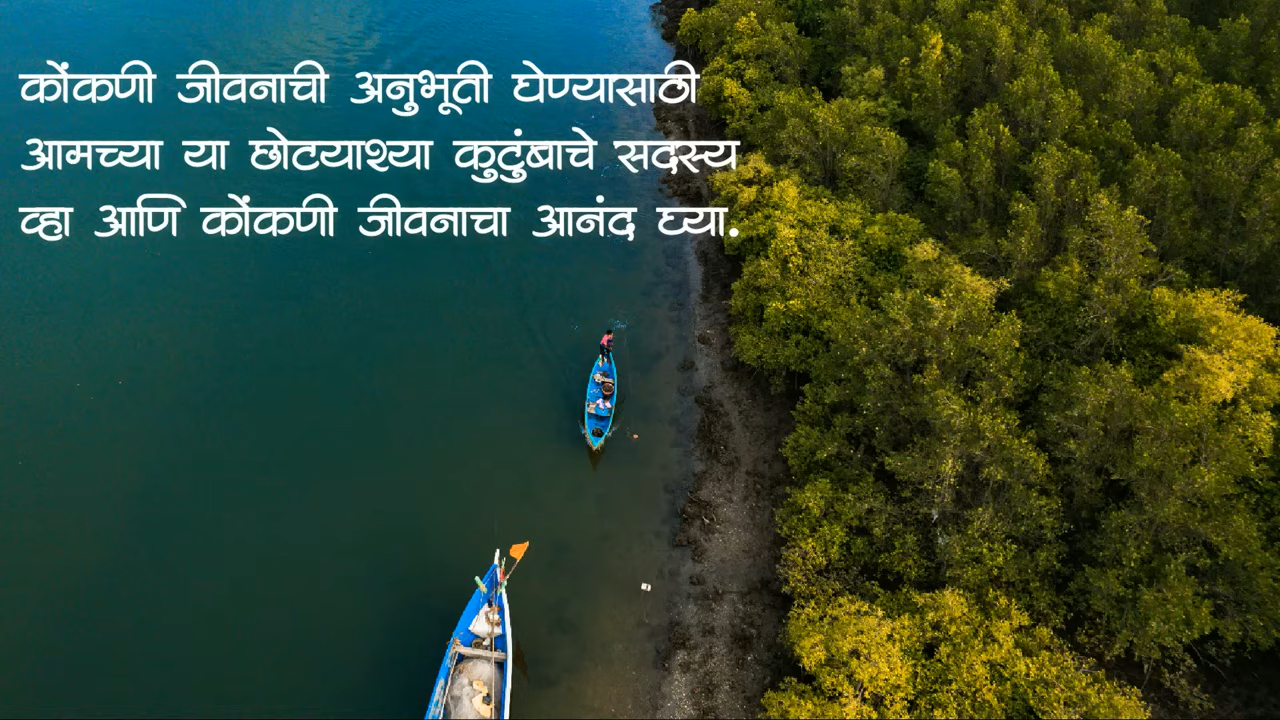 कोंकणी जीवनाची अनुभूती घेण्यासाठी
आमच्या या छोटयाश्या कुटुंबाचे सदस्य
व्हा आणि कोंकणी जीवनाचा आनंद घ्या.